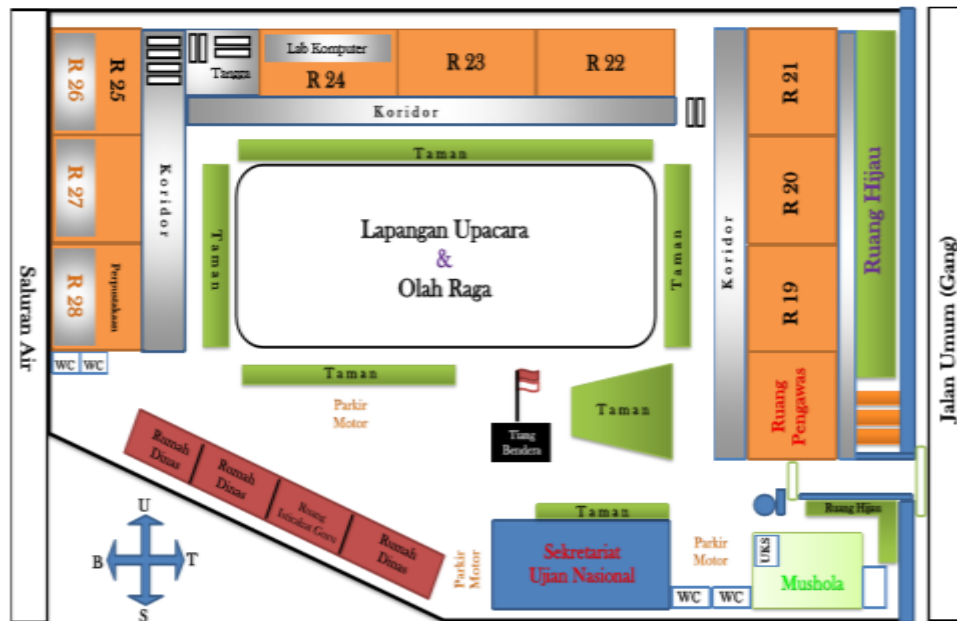 Lab Komputer
R 24
R 23
R 22
Tangga
Koridor
R 26
R 25
R 27
R 28
Perpustakaan
Koridor
WC
WC
Saluran Air
Taman
Taman
Lapangan Upacara
&
Olah Raga
Taman
Taman
Koridor
R 21
R 20
R 19
Ruang
Pengawas
Ruang Hijau
Jalan Umum (Gang)
Parkir
Motor
Tiang
Bendera
Taman
Rumah
Dinas
Rumah
Dinas
Ruang
Istirahat Guru
Rumah
Dinas
U
B
T
S
Parkir
Motor
Taman
Sekretariat
Ujian Nasional
Parkir
Motor
WC
WC
UKS
Mushola
Ruang Hijau